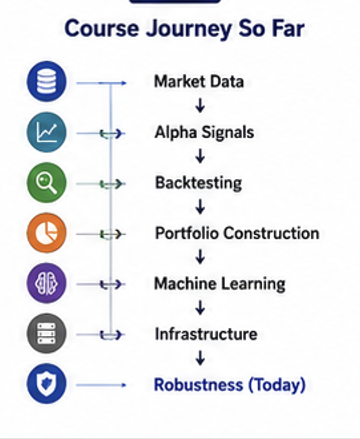 Course Journey So Far
Market Data
Alpha Signals
Backtesting
Portfolio Construction
Machine Learning
Infrastructure
Robustness (Today)